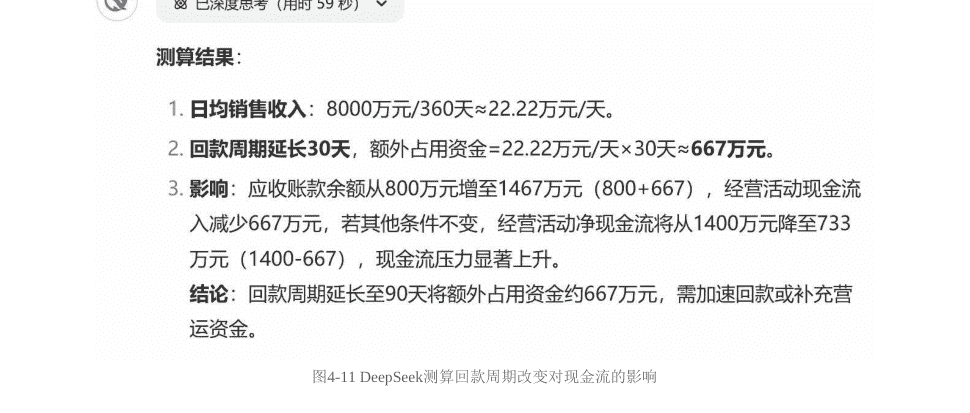 已深度思考（用时 59 秒）
测算结果：
1. 日均销售收入：8000万元/360天≈22.22万元/天。
2. 回款周期延长30天，额外占用资金=22.22万元/天×30天≈667万元。
3. 影响：应收账款余额从800万元增至1467万元（800+667），经营活动现金流
入减少667万元，若其他条件不变，经营活动净现金流将从1400万元降至733
万元（1400-667），现金流压力显著上升。
结论：回款周期延长至90天将额外占用资金约667万元，需加速回款或补充营
运资金。
图4-11 DeepSeek测算回款周期改变对现金流的影响